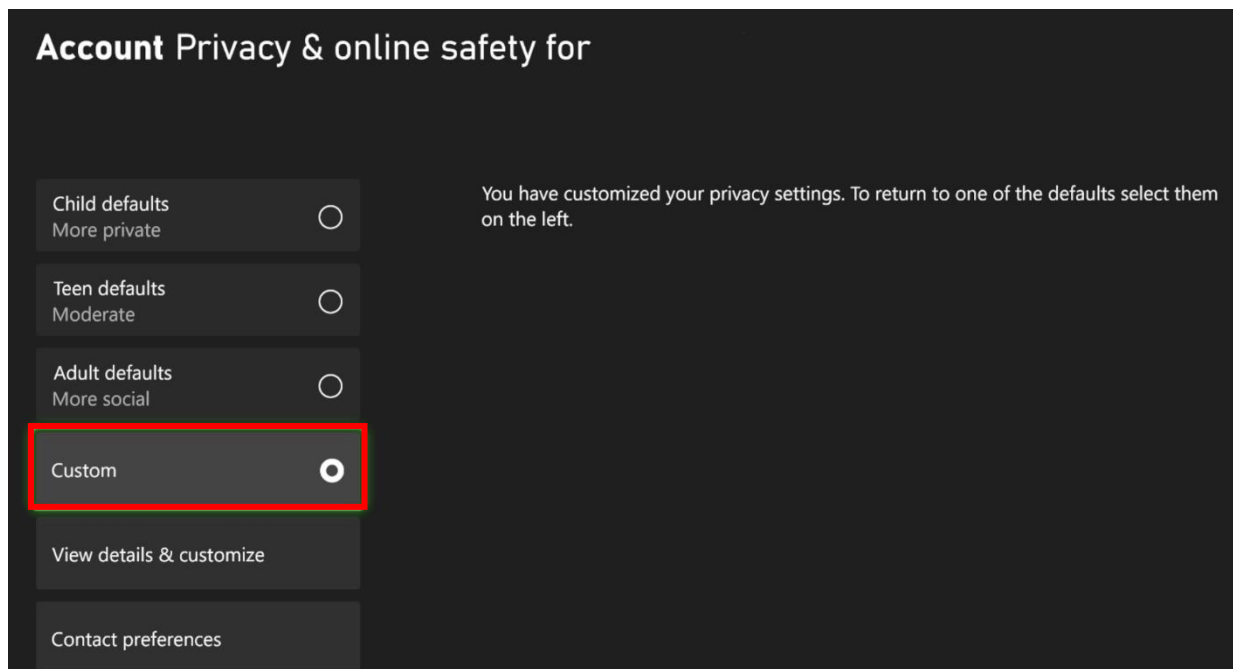 Account Privacy & online safety for
Child defaults
More private
Teen defaults
Moderate
Adult defaults
More social
Custom
View details & customize
Contact preferences
You have customized your privacy settings. To return to one of the defaults select them
on the left.